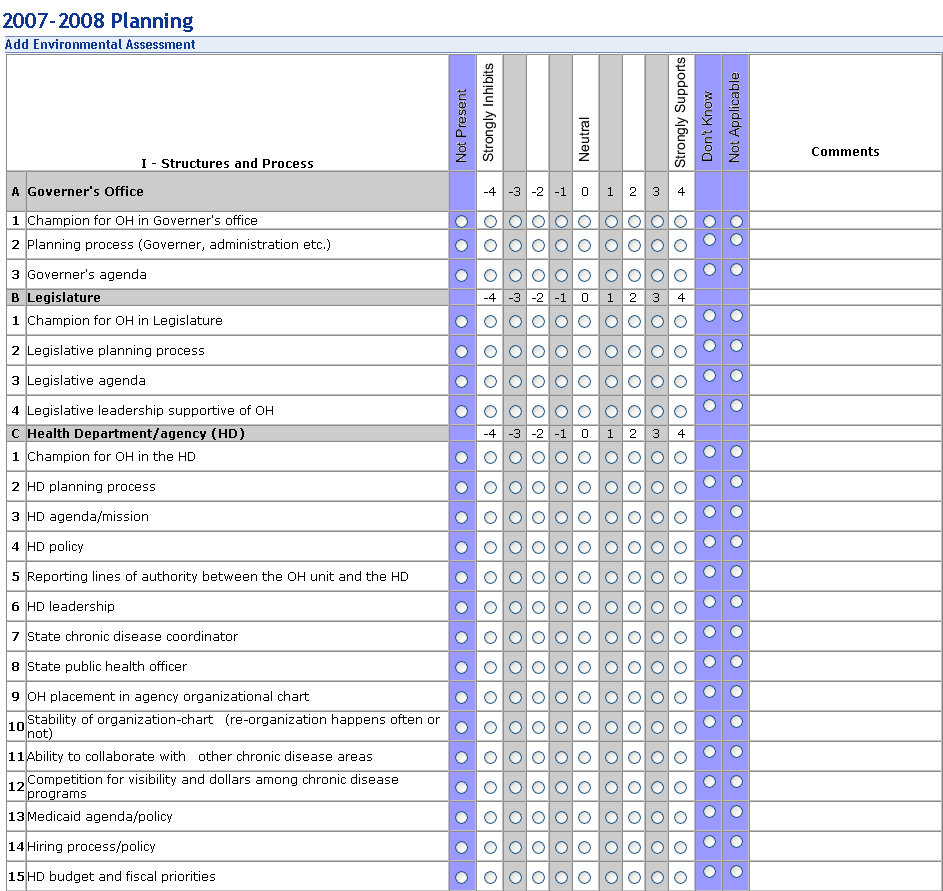 2007-2008 Planning
Add Environmental Assessment
I - Structures and Process Not Present Strongly Inhibits Neutral Strongly Supports Don't Know Not Applicable Comments
A Governer's Office -4 -3 -2 -1 0 1 2 3 4
1 Champion for OH in Governer's office
2 Planning process (Governer, administration etc.)
3 Governer's agenda
B Legislature -4 -3 -2 -1 0 1 2 3 4
1 Champion for OH in Legislature
2 Legislative planning process
3 Legislative agenda
4 Legislative leadership supportive of OH
C Health Department/agency (HD) -4 -3 -2 -1 0 1 2 3 4
1 Champion for OH in the HD
2 HD planning process
3 HD agenda/mission
4 HD policy
5 Reporting lines of authority between the OH unit and the HD
6 HD leadership
7 State chronic disease coordinator
8 State public health officer
9 OH placement in agency organizational chart
10 Stability of organization-chart (re-organization happens often or
not)
11 Ability to collaborate with other chronic disease areas
12 Competition for visibility and dollars among chronic disease
programs
13 Medicaid agenda/policy
14 Hiring process/policy
15 HD budget and fiscal priorities